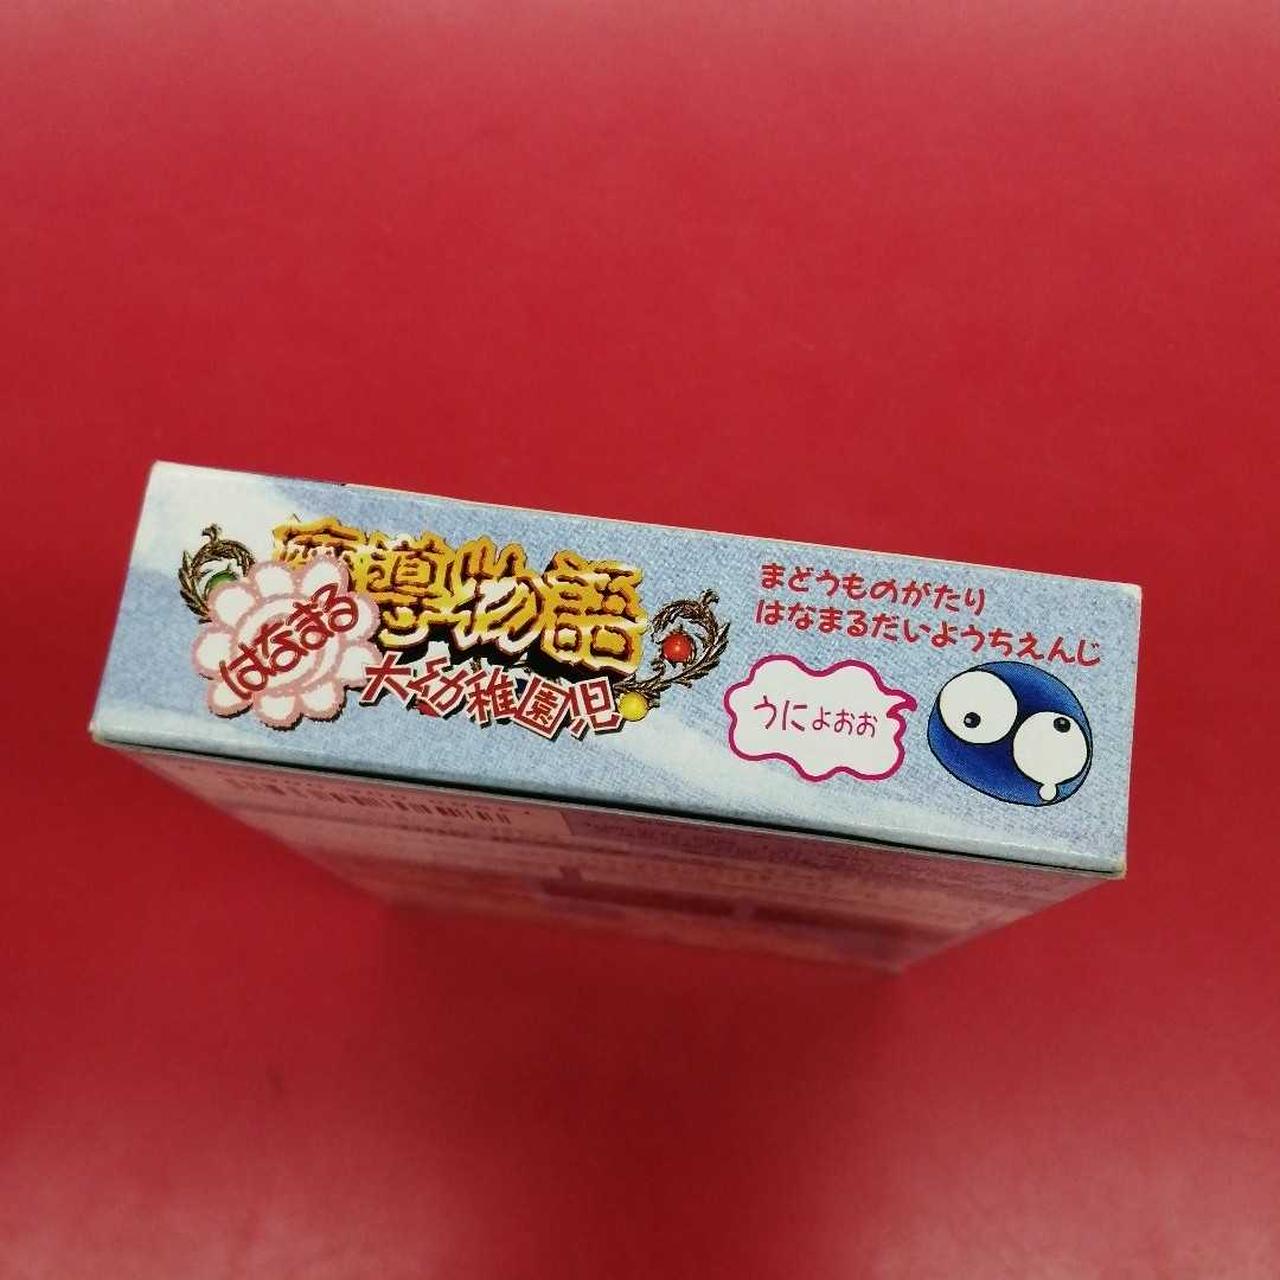 魔導物語
はなまる
大幼稚園児
まどうものがたり
はなまるだいようちえんじ
うにょおお